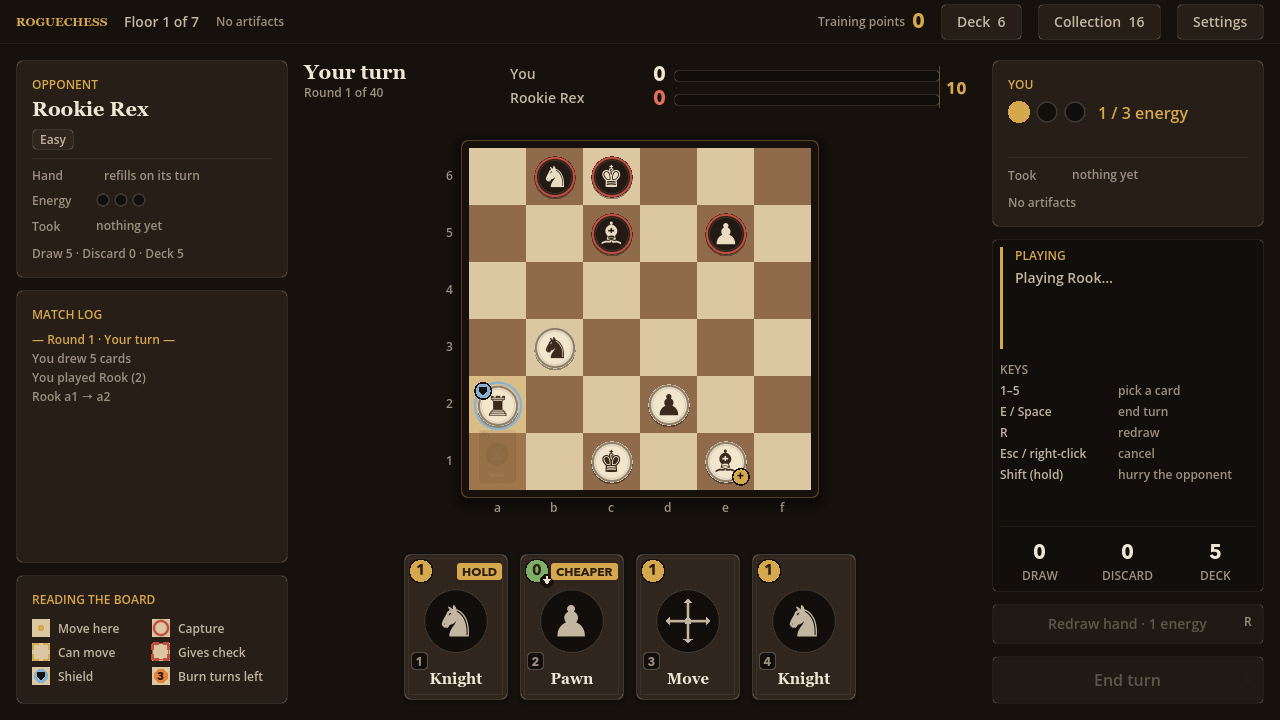 ROGUECHESS
Floor 1 of 7
No artifacts
Training points 0
Deck 6
Collection 16
Settings
OPPONENT
Rookie Rex
Easy
Hand refills on its turn
Energy
Took nothing yet
Draw 5 · Discard 0 · Deck 5
MATCH LOG
— Round 1 · Your turn —
You drew 5 cards
You played Rook (2)
Rook a1 → a2
READING THE BOARD
Move here
Capture
Can move
Gives check
Shield
3 Burn turns left
Your turn
Round 1 of 40
You 0
Rookie Rex 0
10
6
5
4
3
2
1
a b c d e f
+
1 HOLD
1
Knight
0 CHEAPER
2
Pawn
1
3
Move
1
4
Knight
YOU
1 / 3 energy
Took nothing yet
No artifacts
PLAYING
Playing Rook...
KEYS
1–5 pick a card
E / Space end turn
R redraw
Esc / right-click cancel
Shift (hold) hurry the opponent
0 0 5
DRAW DISCARD DECK
Redraw hand · 1 energy R
End turn